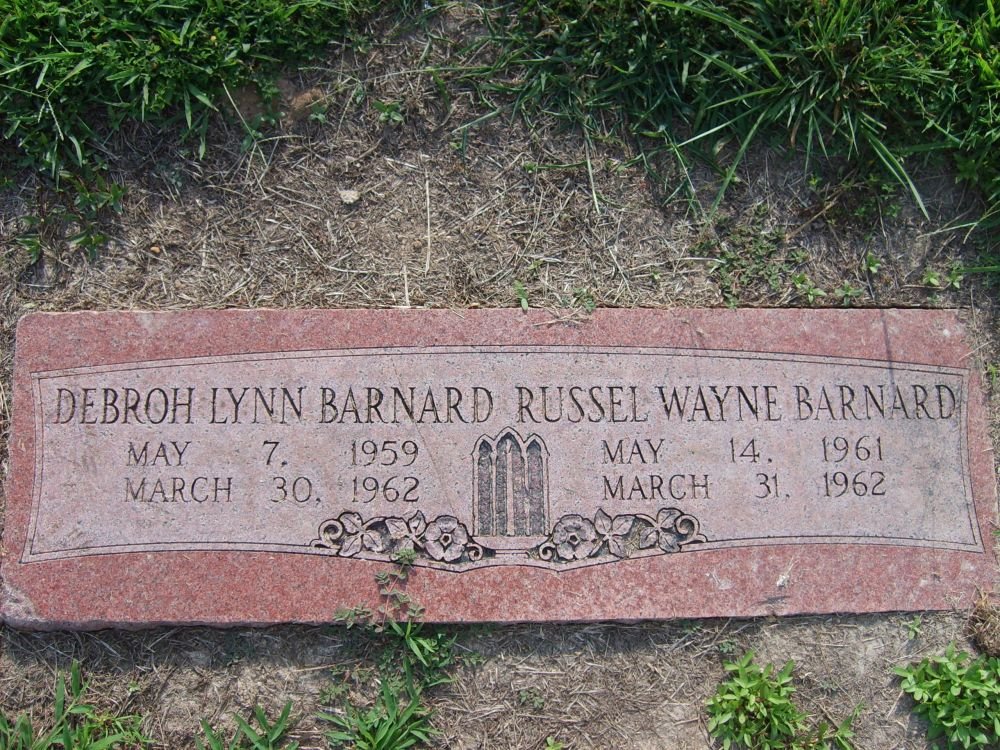 DEBROH LYNN BARNARD
MAY 7, 1959
MARCH 30, 1962
RUSSEL WAYNE BARNARD
MAY 14, 1961
MARCH 31, 1962